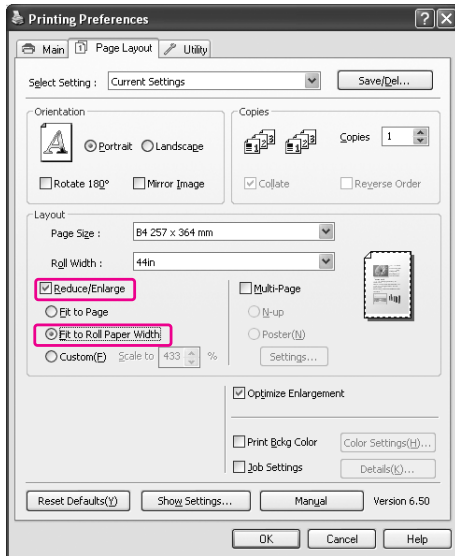 Printing Preferences
Main Page Layout Utility
Select Setting : Current Settings Save/Del...
Orientation Copies
Portrait Landscape Copies 1
Rotate 180° Mirror Image Collate Reverse Order
Layout
Page Size : B4 257 x 364 mm
Roll Width : 44in
Reduce/Enlarge Multi-Page
Fit to Page N-up
Fit to Roll Paper Width Poster(N)
Custom(F) Scale to 433 % Settings...
Optimize Enlargement
Print Bckg Color Color Settings(H)...
Job Settings Details(K)...
Reset Defaults(Y) Show Settings... Manual Version 6.50
OK Cancel Help